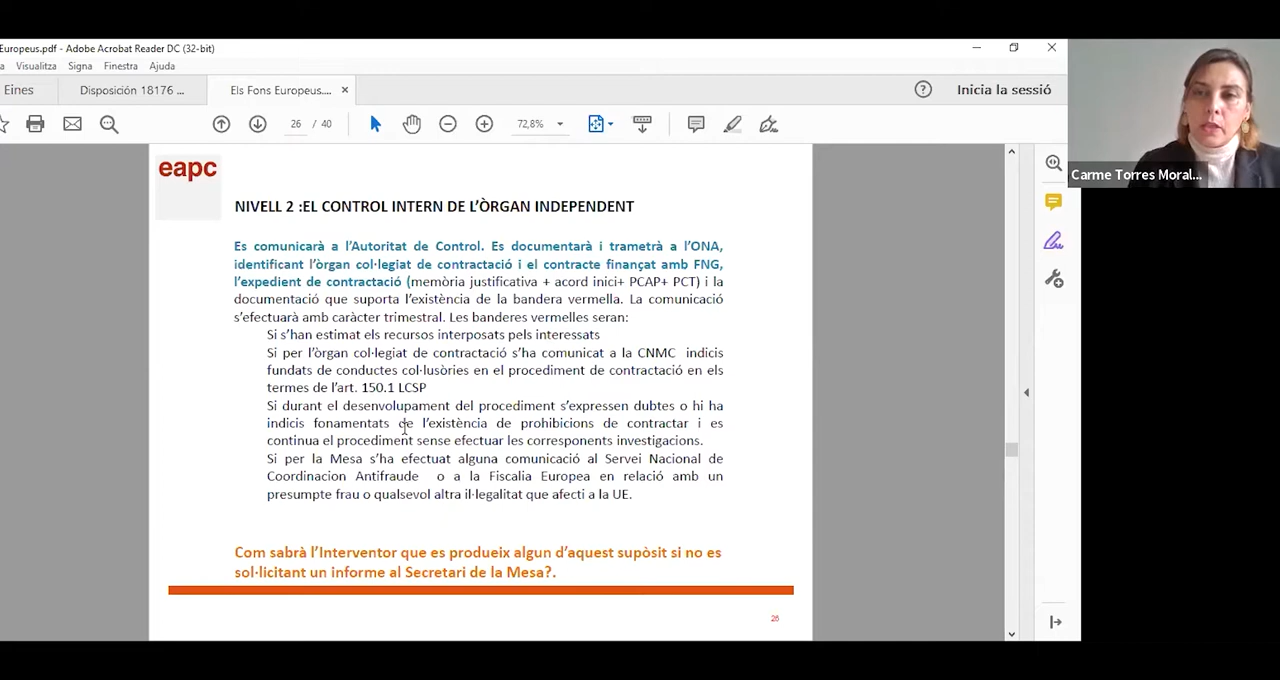 Europeus.pdf - Adobe Acrobat Reader DC (32-bit)
a Visualitza Signa Finestra Ajuda
Eines
Disposición 18176 ...
Els Fons Europeus.... ×
? Inicia la sessió
26 / 40
72,8%
Carme Torres Moral...
eapc
NIVELL 2 :EL CONTROL INTERN DE L'ÒRGAN INDEPENDENT
Es comunicarà a l'Autoritat de Control. Es documentarà i trametrà a l'ONA,
identificant l'òrgan col·legiat de contractació i el contracte finançat amb FNG,
l'expedient de contractació (memòria justificativa + acord inici+ PCAP+ PCT) i la
documentació que suporta l'existència de la bandera vermella. La comunicació
s'efectuarà amb caràcter trimestral. Les banderes vermelles seran:
Si s'han estimat els recursos interposats pels interessats
Si per l'òrgan col·legiat de contractació s'ha comunicat a la CNMC indicis
fundats de conductes col·lusòries en el procediment de contractació en els
termes de l'art. 150.1 LCSP
Si durant el desenvolupament del procediment s'expressen dubtes o hi ha
indicis fonamentats de l'existència de prohibicions de contractar i es
continua el procediment sense efectuar les corresponents investigacions.
Si per la Mesa s'ha efectuat alguna comunicació al Servei Nacional de
Coordinacion Antifraude o a la Fiscalia Europea en relació amb un
presumpte frau o qualsevol altra il·legalitat que afecti a la UE.
Com sabrà l'Interventor que es produeix algun d'aquest supòsit si no es
sol·licitant un informe al Secretari de la Mesa?.
26